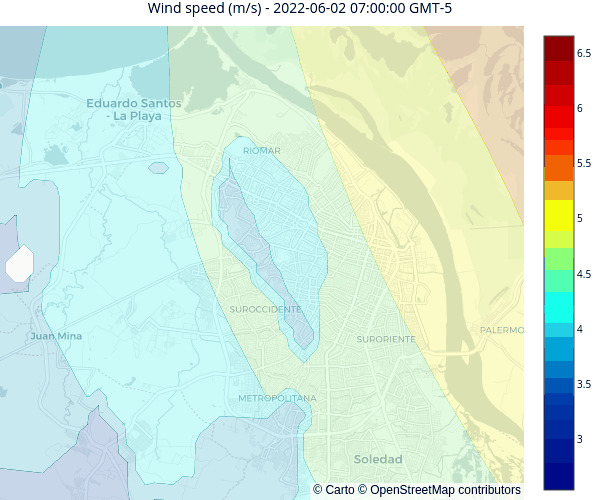 Wind speed (m/s) - 2022-06-02 07:00:00 GMT-5
6.5
6
5.5
5
4.5
4
3.5
3
Eduardo Santos
- La Playa
RIOMAR
SUROCCIDENTE
Juan Mina
SURORIENTE
PALERMO
METROPOLITANA
Soledad
© Carto © OpenStreetMap contributors